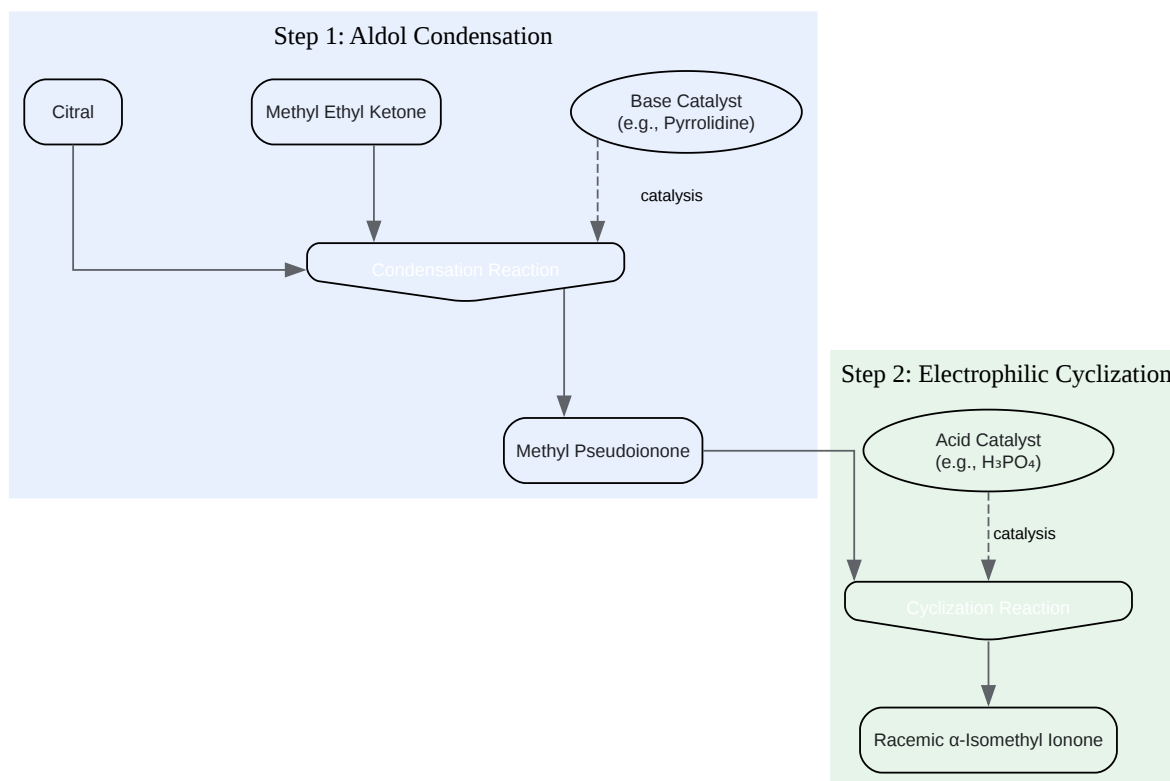 Step 1: Aldol Condensation
Citral
Methyl Ethyl Ketone
Base Catalyst
(e.g., Pyrrolidine)
catalysis
Condensation Reaction
Methyl Pseudoionone
Step 2: Electrophilic Cyclization
Acid Catalyst
(e.g., H₃PO₄)
catalysis
Cyclization Reaction
Racemic α-Isomethyl Ionone